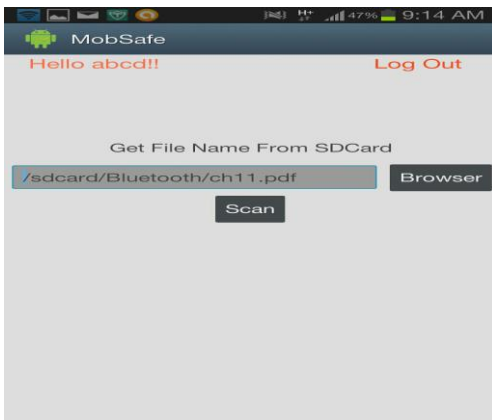 H+ 47% 9:14 AM
MobSafe
Hello abcd!! Log Out
Get File Name From SDCard
/sdcard/Bluetooth/ch11.pdf Browser
Scan